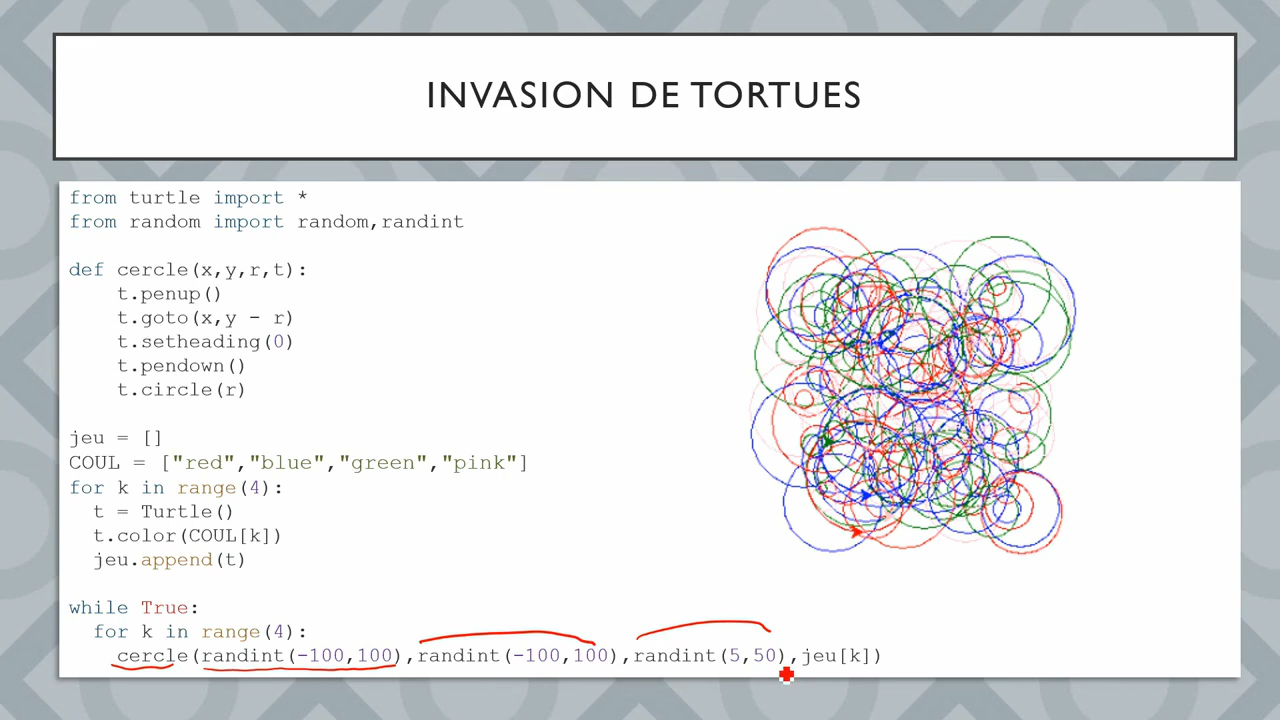 INVASION DE TORTUES
from turtle import *
from random import random,randint
def cercle(x,y,r,t):
    t.penup()
    t.goto(x,y - r)
    t.setheading(0)
    t.pendown()
    t.circle(r)
jeu = []
COUL = ["red","blue","green","pink"]
for k in range(4):
  t = Turtle()
  t.color(COUL[k])
  jeu.append(t)
while True:
  for k in range(4):
    cercle(randint(-100,100),randint(-100,100),randint(5,50),jeu[k])